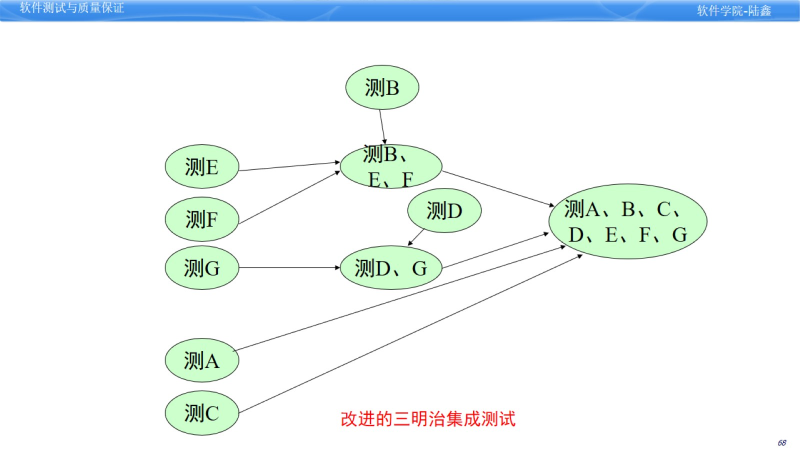 软件测试与质量保证
软件学院-陆鑫
测B
测E
测B、
E、F
测F
测D
测A、B、C、
D、E、F、G
测G
测D、G
测A
测C
改进的三明治集成测试
68